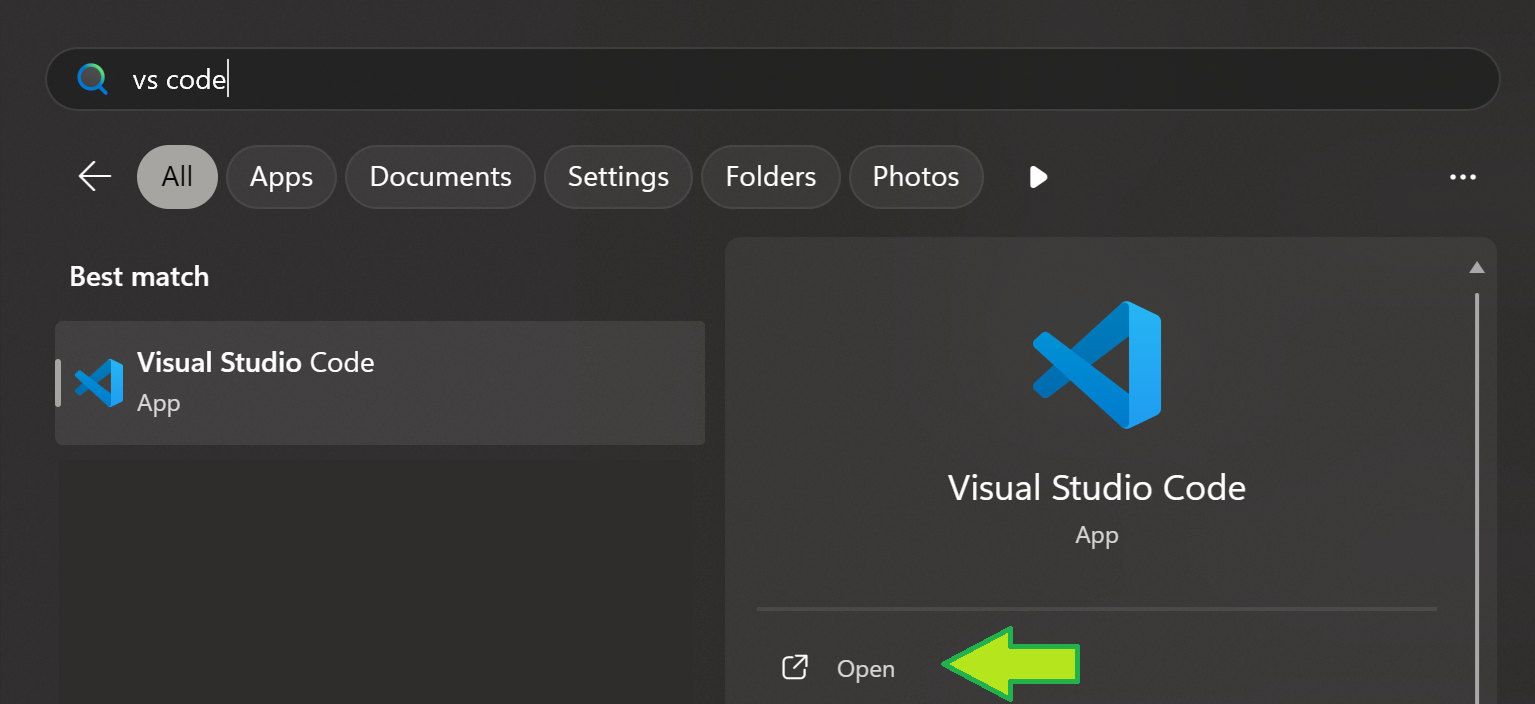 vs code
All Apps Documents Settings Folders Photos
Best match
Visual Studio Code
App
Visual Studio Code
App
Open